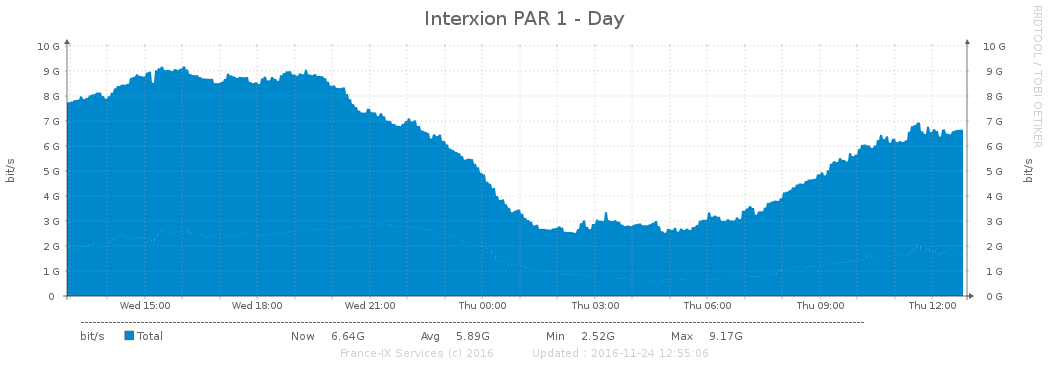 Interxion PAR 1 - Day
RRDTOOL / TOBI OETIKER
bit/s
10 G 10 G
9 G 9 G
8 G 8 G
7 G 7 G
6 G 6 G
5 G 5 G
4 G 4 G
3 G 3 G
2 G 2 G
1 G 1 G
0 0 G
bit/s
Wed 15:00 Wed 18:00 Wed 21:00 Thu 00:00 Thu 03:00 Thu 06:00 Thu 09:00 Thu 12:00
bit/s Total Now 6.64G Avg 5.89G Min 2.52G Max 9.17G
France-IX Services (c) 2016 Updated : 2016-11-24 12:55:06